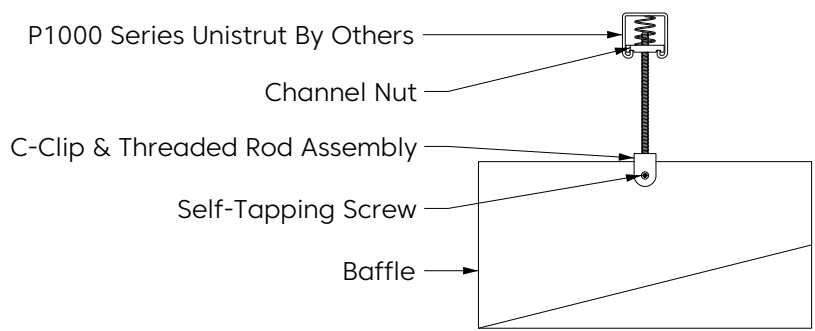 P1000 Series Unistrut By Others
Channel Nut
C-Clip & Threaded Rod Assembly
Self-Tapping Screw
Baffle